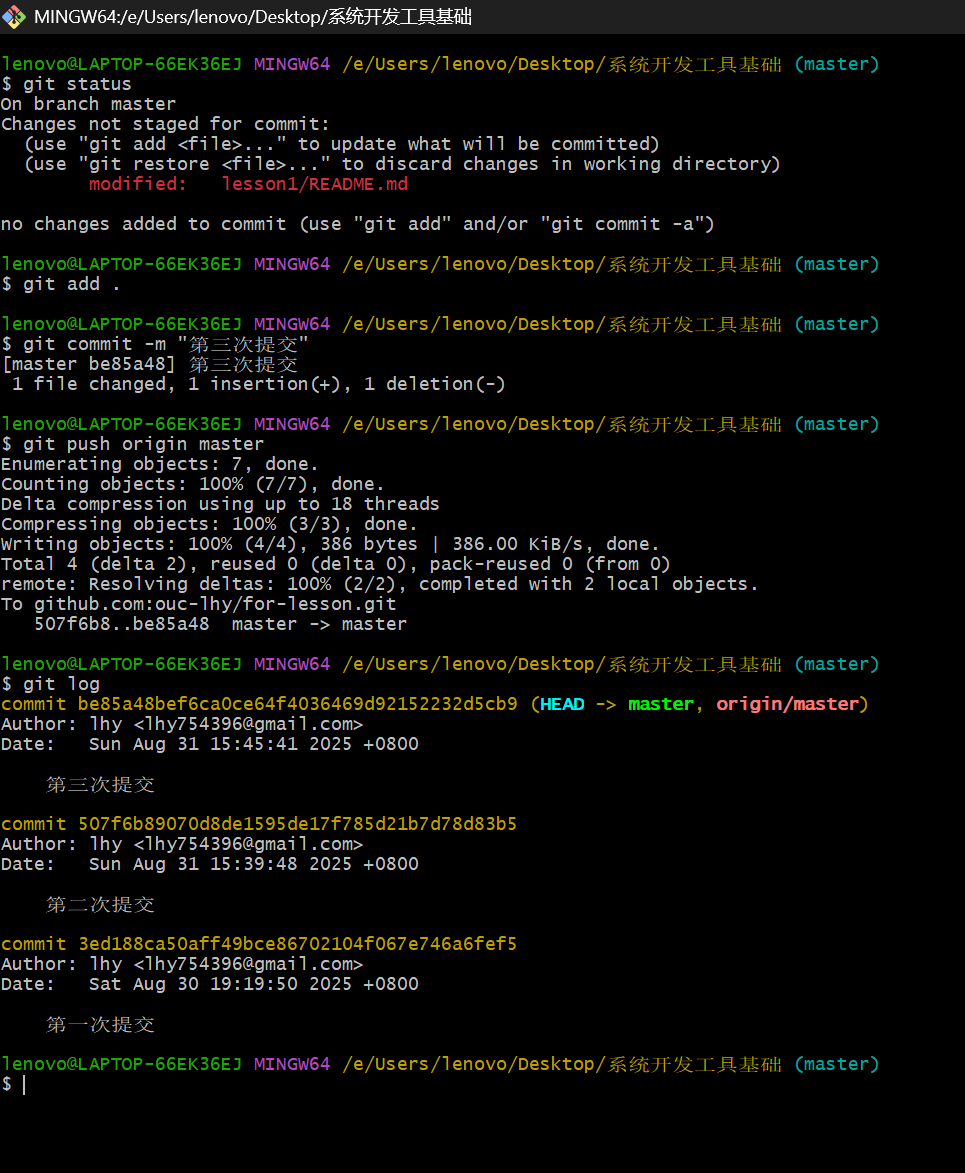 MINGW64:/e/Users/lenovo/Desktop/系统开发工具基础
lenovo@LAPTOP-66EK36EJ MINGW64 /e/Users/lenovo/Desktop/系统开发工具基础 (master)
$ git status
On branch master
Changes not staged for commit:
  (use "git add <file>..." to update what will be committed)
  (use "git restore <file>..." to discard changes in working directory)
        modified:   lesson1/README.md
no changes added to commit (use "git add" and/or "git commit -a")
lenovo@LAPTOP-66EK36EJ MINGW64 /e/Users/lenovo/Desktop/系统开发工具基础 (master)
$ git add .
lenovo@LAPTOP-66EK36EJ MINGW64 /e/Users/lenovo/Desktop/系统开发工具基础 (master)
$ git commit -m "第三次提交"
[master be85a48] 第三次提交
 1 file changed, 1 insertion(+), 1 deletion(-)
lenovo@LAPTOP-66EK36EJ MINGW64 /e/Users/lenovo/Desktop/系统开发工具基础 (master)
$ git push origin master
Enumerating objects: 7, done.
Counting objects: 100% (7/7), done.
Delta compression using up to 18 threads
Compressing objects: 100% (3/3), done.
Writing objects: 100% (4/4), 386 bytes | 386.00 KiB/s, done.
Total 4 (delta 2), reused 0 (delta 0), pack-reused 0 (from 0)
remote: Resolving deltas: 100% (2/2), completed with 2 local objects.
To github.com:ouc-lhy/for-lesson.git
   507f6b8..be85a48  master -> master
lenovo@LAPTOP-66EK36EJ MINGW64 /e/Users/lenovo/Desktop/系统开发工具基础 (master)
$ git log
commit be85a48bef6ca0ce64f4036469d92152232d5cb9 (HEAD -> master, origin/master)
Author: lhy <lhy754396@gmail.com>
Date:   Sun Aug 31 15:45:41 2025 +0800
    第三次提交
commit 507f6b89070d8de1595de17f785d21b7d78d83b5
Author: lhy <lhy754396@gmail.com>
Date:   Sun Aug 31 15:39:48 2025 +0800
    第二次提交
commit 3ed188ca50aff49bce86702104f067e746a6fef5
Author: lhy <lhy754396@gmail.com>
Date:   Sat Aug 30 19:19:50 2025 +0800
    第一次提交
lenovo@LAPTOP-66EK36EJ MINGW64 /e/Users/lenovo/Desktop/系统开发工具基础 (master)
$